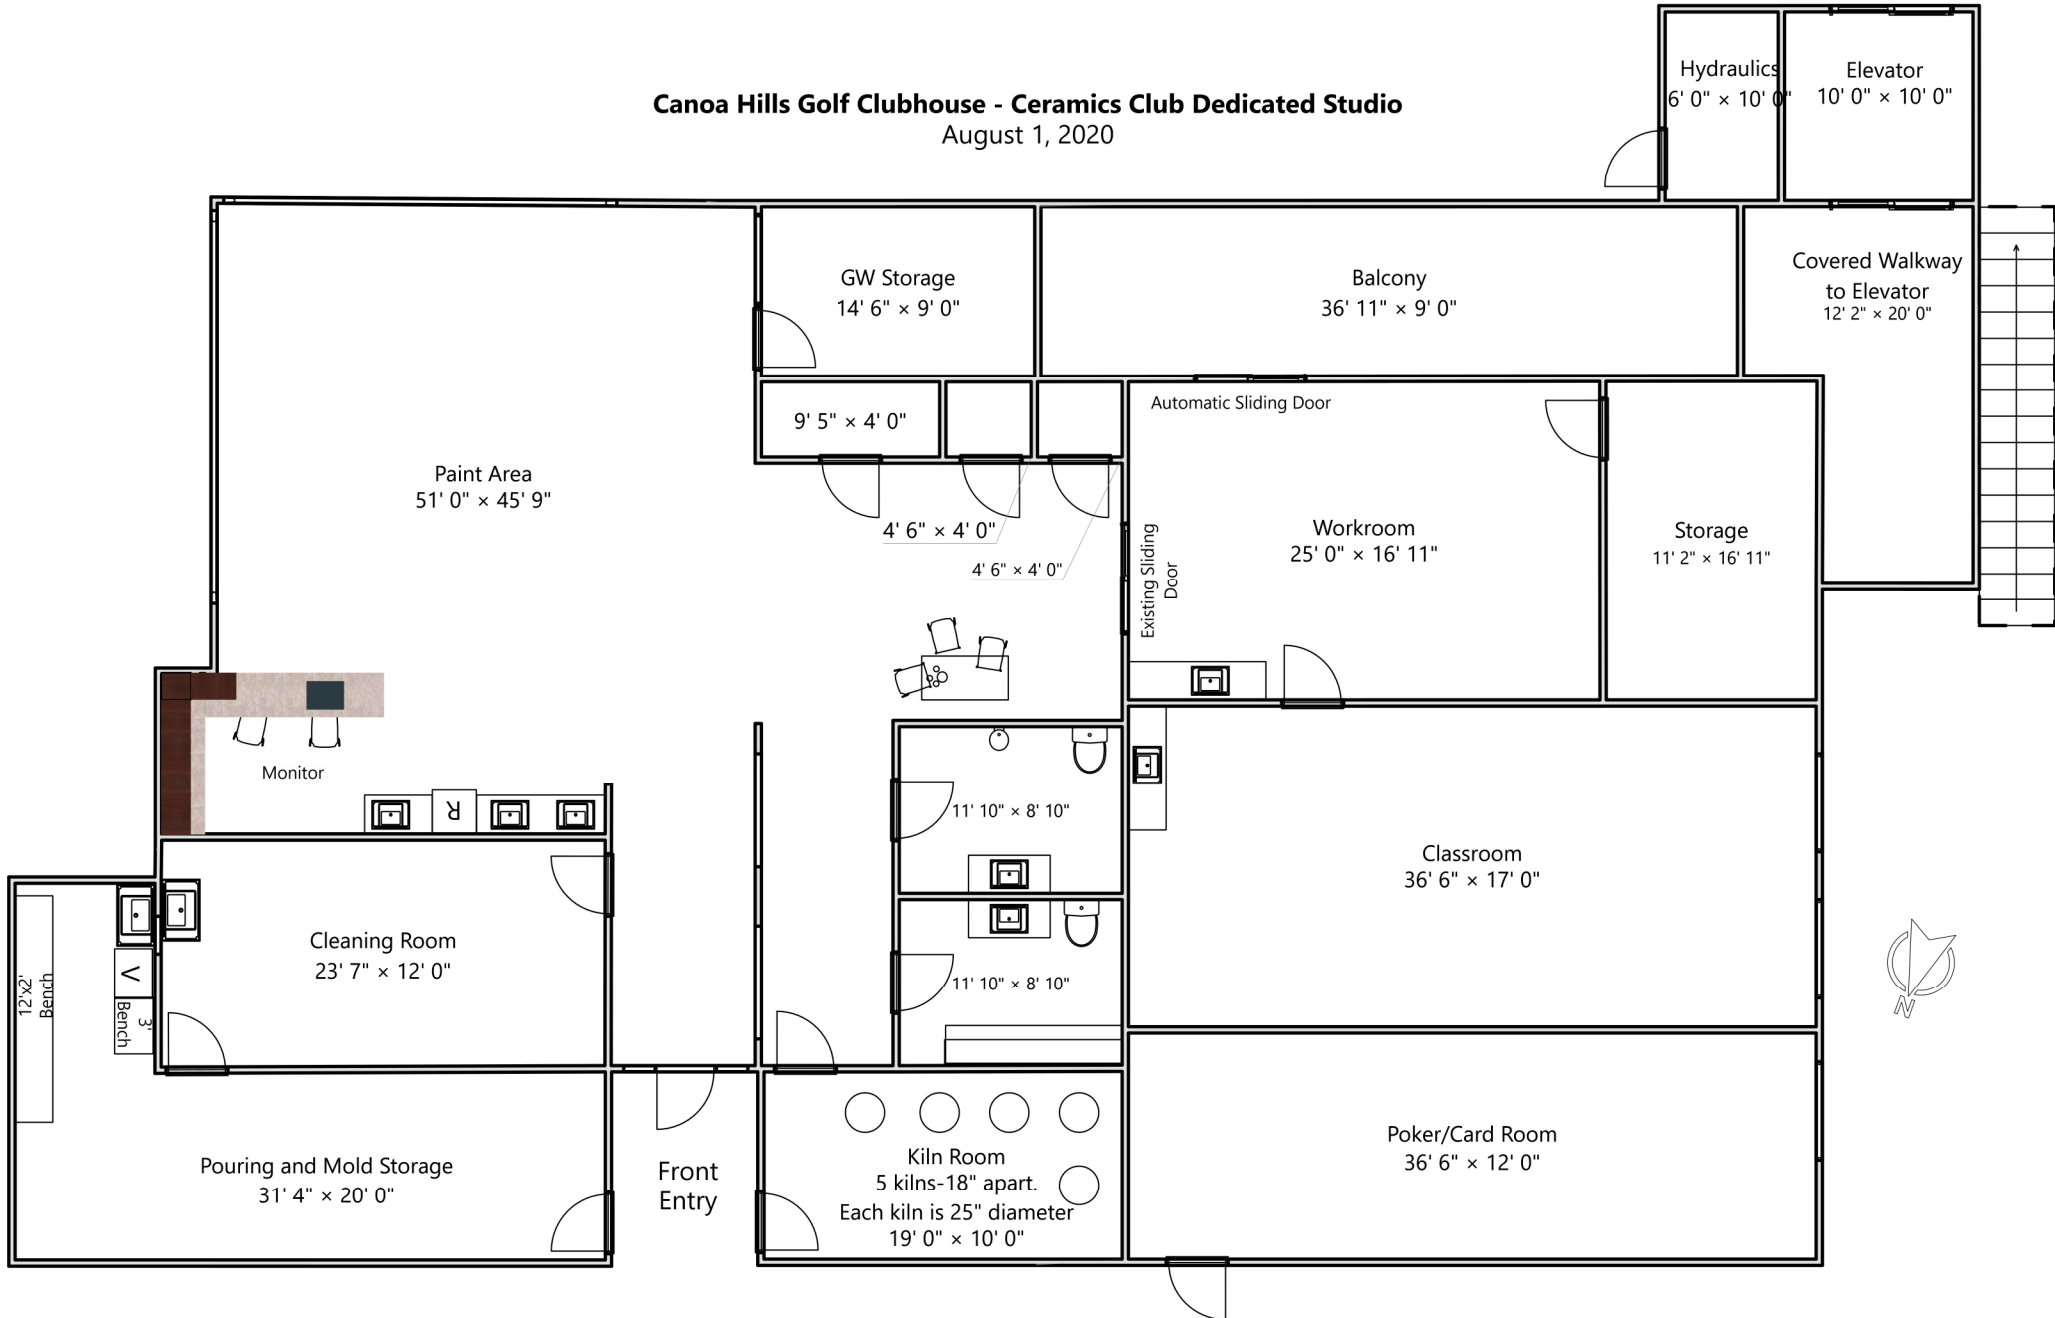 Canoa Hills Golf Clubhouse - Ceramics Club Dedicated Studio
August 1, 2020
Hydraulics
6' 0" × 10' 0"
Elevator
10' 0" × 10' 0"
GW Storage
14' 6" × 9' 0"
Balcony
36' 11" × 9' 0"
Covered Walkway
to Elevator
12' 2" × 20' 0"
9' 5" × 4' 0"
4' 6" × 4' 0"
4' 6" × 4' 0"
Automatic Sliding Door
Existing Sliding
Door
Paint Area
51' 0" × 45' 9"
Workroom
25' 0" × 16' 11"
Storage
11' 2" × 16' 11"
Monitor
R
11' 10" × 8' 10"
Classroom
36' 6" × 17' 0"
Cleaning Room
23' 7" × 12' 0"
12'x2'
Bench
V
3'
Bench
11' 10" × 8' 10"
N
Pouring and Mold Storage
31' 4" × 20' 0"
Front
Entry
Kiln Room
5 kilns-18" apart.
Each kiln is 25" diameter
19' 0" × 10' 0"
Poker/Card Room
36' 6" × 12' 0"